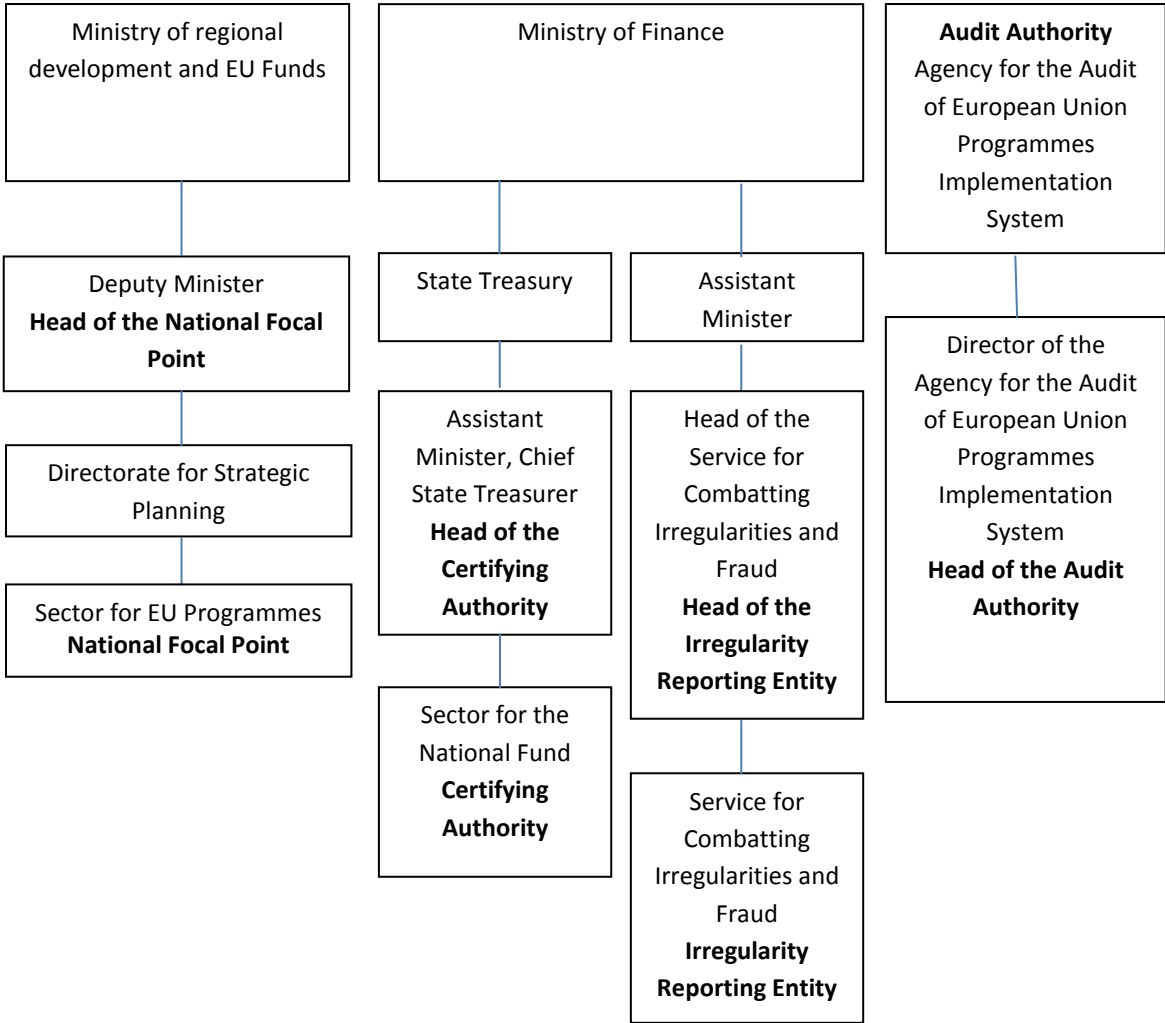 Ministry of regional
development and EU Funds
Deputy Minister
Head of the National Focal
Point
Directorate for Strategic
Planning
Sector for EU Programmes
National Focal Point
Ministry of Finance
State Treasury
Assistant
Minister, Chief
State Treasurer
Head of the
Certifying
Authority
Sector for the
National Fund
Certifying
Authority
Assistant
Minister
Head of the
Service for
Combatting
Irregularities and
Fraud
Head of the
Irregularity
Reporting Entity
Service for
Combatting
Irregularities and
Fraud
Irregularity
Reporting Entity
Audit Authority
Agency for the Audit
of European Union
Programmes
Implementation
System
Director of the
Agency for the Audit
of European Union
Programmes
Implementation
System
Head of the Audit
Authority